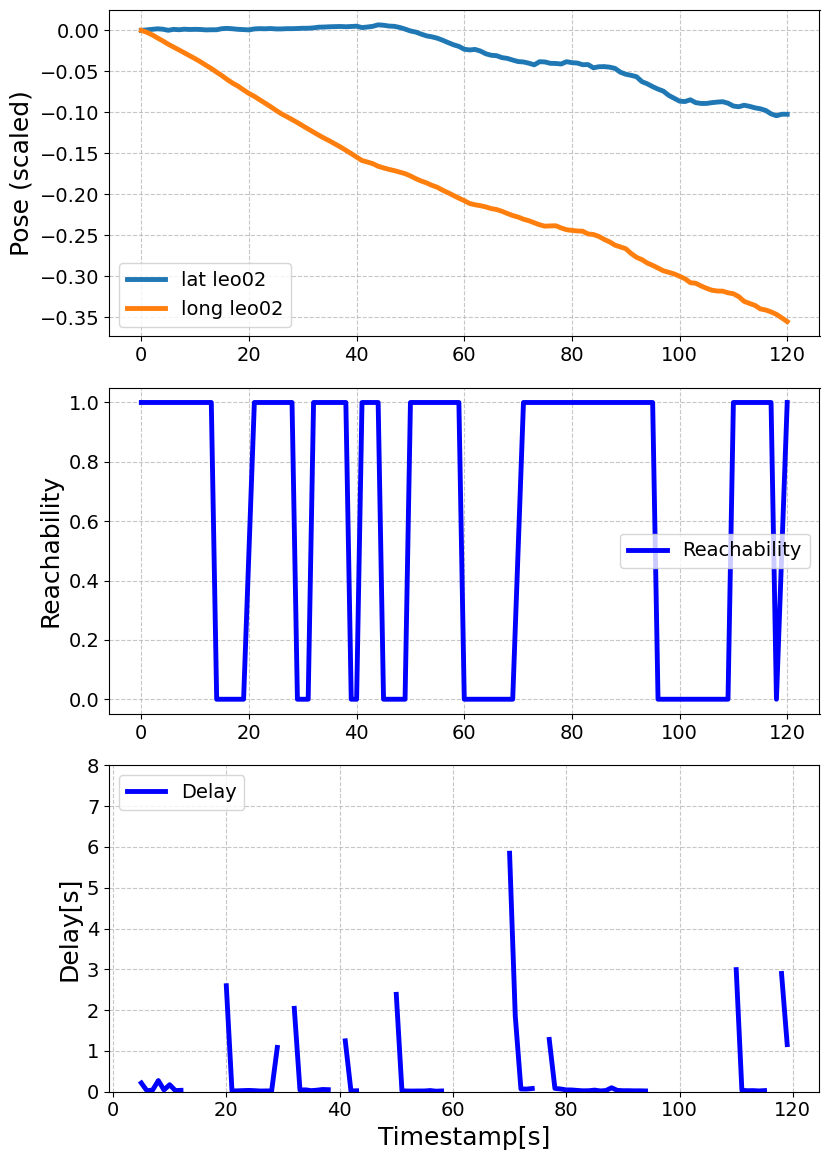 0.00
−0.05
−0.10
−0.15
−0.20
−0.25
−0.30
−0.35
Pose (scaled)
lat leo02
long leo02
0 20 40 60 80 100 120
1.0
0.8
0.6
0.4
0.2
0.0
Reachability
Reachability
0 20 40 60 80 100 120
8
7
6
5
4
3
2
1
0
Delay[s]
Delay
0 20 40 60 80 100 120
Timestamp[s]